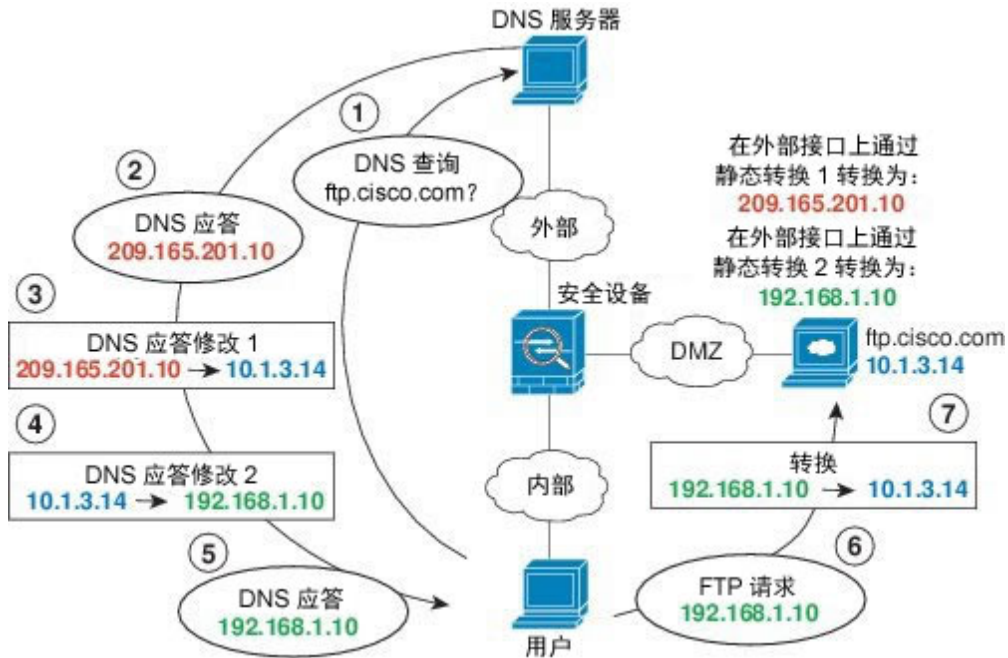 DNS 服务器
1
DNS 查询
ftp.cisco.com？
2
DNS 应答
209.165.201.10
外部
在外部接口上通过
静态转换 1 转换为：
209.165.201.10
在外部接口上通过
静态转换 2 转换为：
192.168.1.10
3
DNS 应答修改 1
209.165.201.10 → 10.1.3.14
安全设备
DMZ
ftp.cisco.com
10.1.3.14
4
DNS 应答修改 2
10.1.3.14 → 192.168.1.10
内部
7
转换
192.168.1.10 → 10.1.3.14
5
DNS 应答
192.168.1.10
用户
6
FTP 请求
192.168.1.10